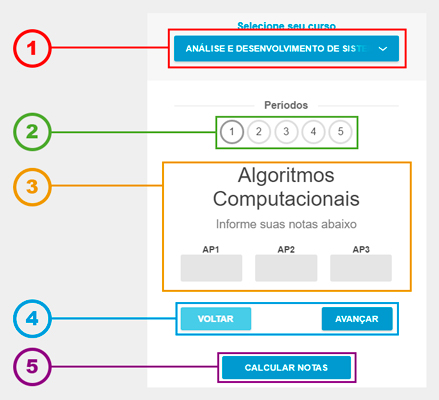 Selecione seu curso
1
ANÁLISE E DESENVOLVIMENTO DE SIST
Períodos
2
1 2 3 4 5
3
Algoritmos
Computacionais
Informe suas notas abaixo
AP1 AP2 AP3
4
VOLTAR AVANÇAR
5
CALCULAR NOTAS